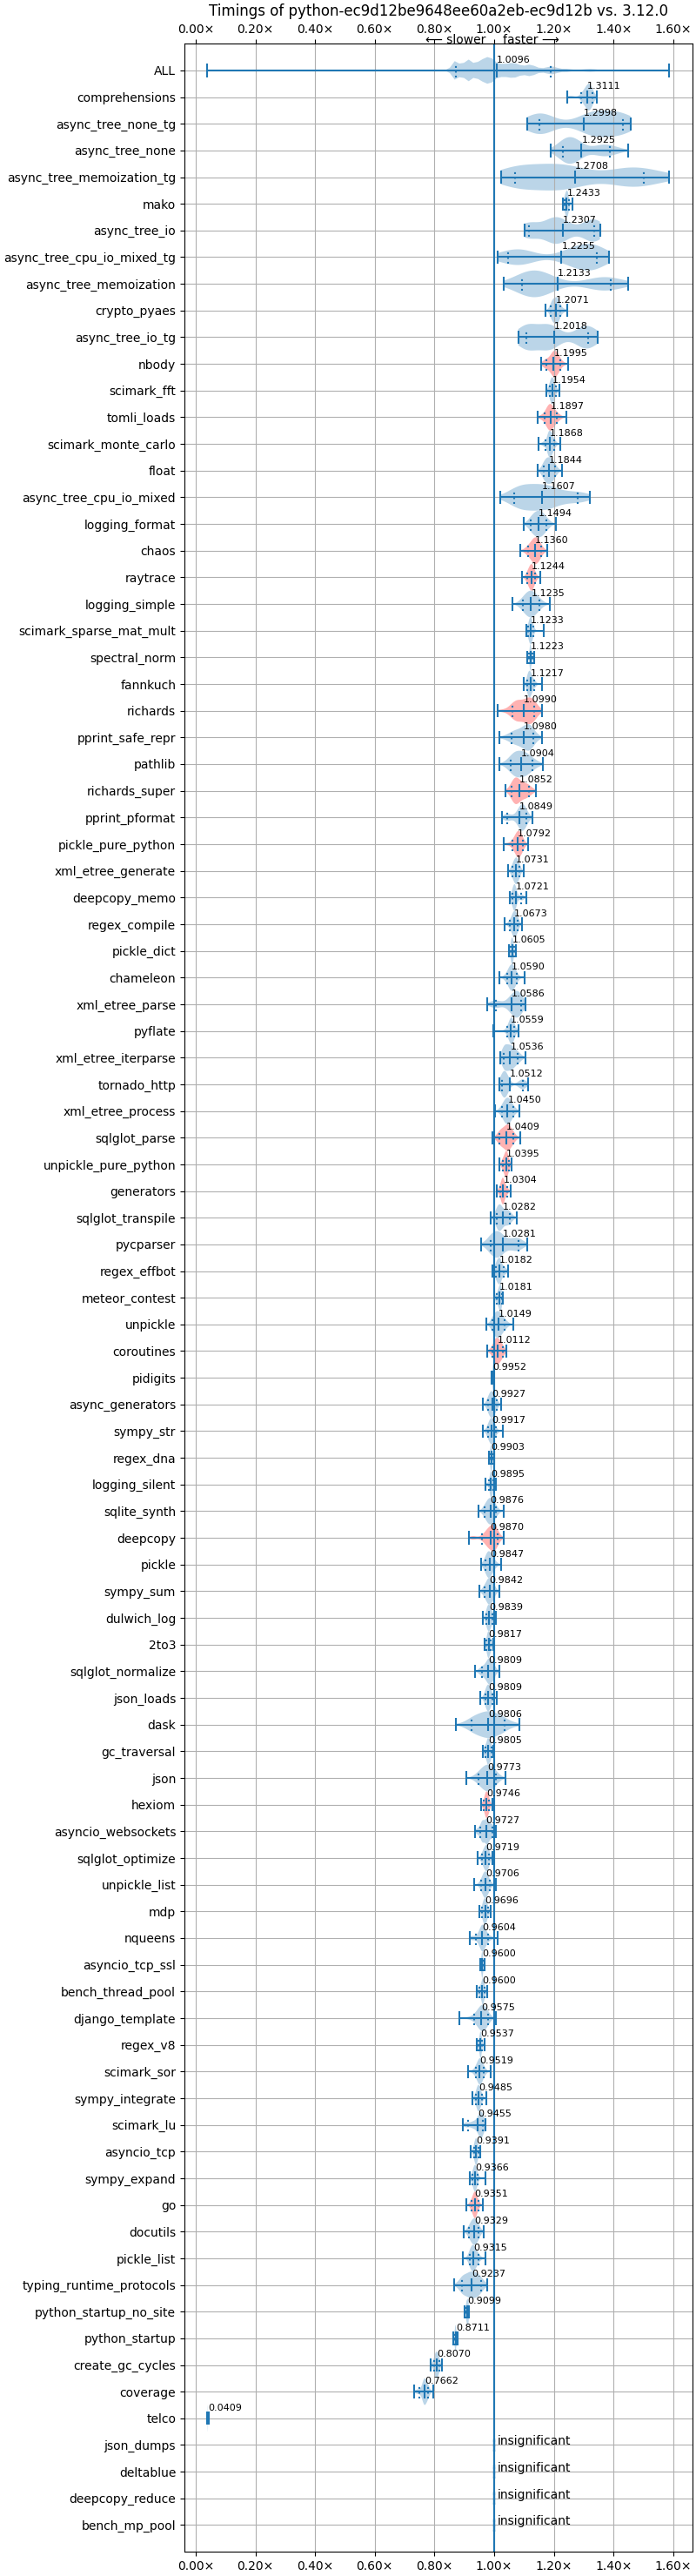 Timings of python-ec9d12be9648ee60a2eb-ec9d12b vs. 3.12.0
0.00× 0.20× 0.40× 0.60× 0.80× 1.00× 1.20× 1.40× 1.60×
⟵ slower faster ⟶
ALL 1.0096
comprehensions 1.3111
async_tree_none_tg 1.2998
async_tree_none 1.2925
async_tree_memoization_tg 1.2708
mako 1.2433
async_tree_io 1.2307
async_tree_cpu_io_mixed_tg 1.2255
async_tree_memoization 1.2133
crypto_pyaes 1.2071
async_tree_io_tg 1.2018
nbody 1.1995
scimark_fft 1.1954
tomli_loads 1.1897
scimark_monte_carlo 1.1868
float 1.1844
async_tree_cpu_io_mixed 1.1607
logging_format 1.1494
chaos 1.1360
raytrace 1.1244
logging_simple 1.1235
scimark_sparse_mat_mult 1.1233
spectral_norm 1.1223
fannkuch 1.1217
richards 1.0990
pprint_safe_repr 1.0980
pathlib 1.0904
richards_super 1.0852
pprint_pformat 1.0849
pickle_pure_python 1.0792
xml_etree_generate 1.0731
deepcopy_memo 1.0721
regex_compile 1.0673
pickle_dict 1.0605
chameleon 1.0590
xml_etree_parse 1.0586
pyflate 1.0559
xml_etree_iterparse 1.0536
tornado_http 1.0512
xml_etree_process 1.0450
sqlglot_parse 1.0409
unpickle_pure_python 1.0395
generators 1.0304
sqlglot_transpile 1.0282
pycparser 1.0281
regex_effbot 1.0182
meteor_contest 1.0181
unpickle 1.0149
coroutines 1.0112
pidigits 0.9952
async_generators 0.9927
sympy_str 0.9917
regex_dna 0.9903
logging_silent 0.9895
sqlite_synth 0.9876
deepcopy 0.9870
pickle 0.9847
sympy_sum 0.9842
dulwich_log 0.9839
2to3 0.9817
sqlglot_normalize 0.9809
json_loads 0.9809
dask 0.9806
gc_traversal 0.9805
json 0.9773
hexiom 0.9746
asyncio_websockets 0.9727
sqlglot_optimize 0.9719
unpickle_list 0.9706
mdp 0.9696
nqueens 0.9604
asyncio_tcp_ssl 0.9600
bench_thread_pool 0.9600
django_template 0.9575
regex_v8 0.9537
scimark_sor 0.9519
sympy_integrate 0.9485
scimark_lu 0.9455
asyncio_tcp 0.9391
sympy_expand 0.9366
go 0.9351
docutils 0.9329
pickle_list 0.9315
typing_runtime_protocols 0.9237
python_startup_no_site 0.9099
python_startup 0.8711
create_gc_cycles 0.8070
coverage 0.7662
telco 0.0409
json_dumps insignificant
deltablue insignificant
deepcopy_reduce insignificant
bench_mp_pool insignificant
0.00× 0.20× 0.40× 0.60× 0.80× 1.00× 1.20× 1.40× 1.60×